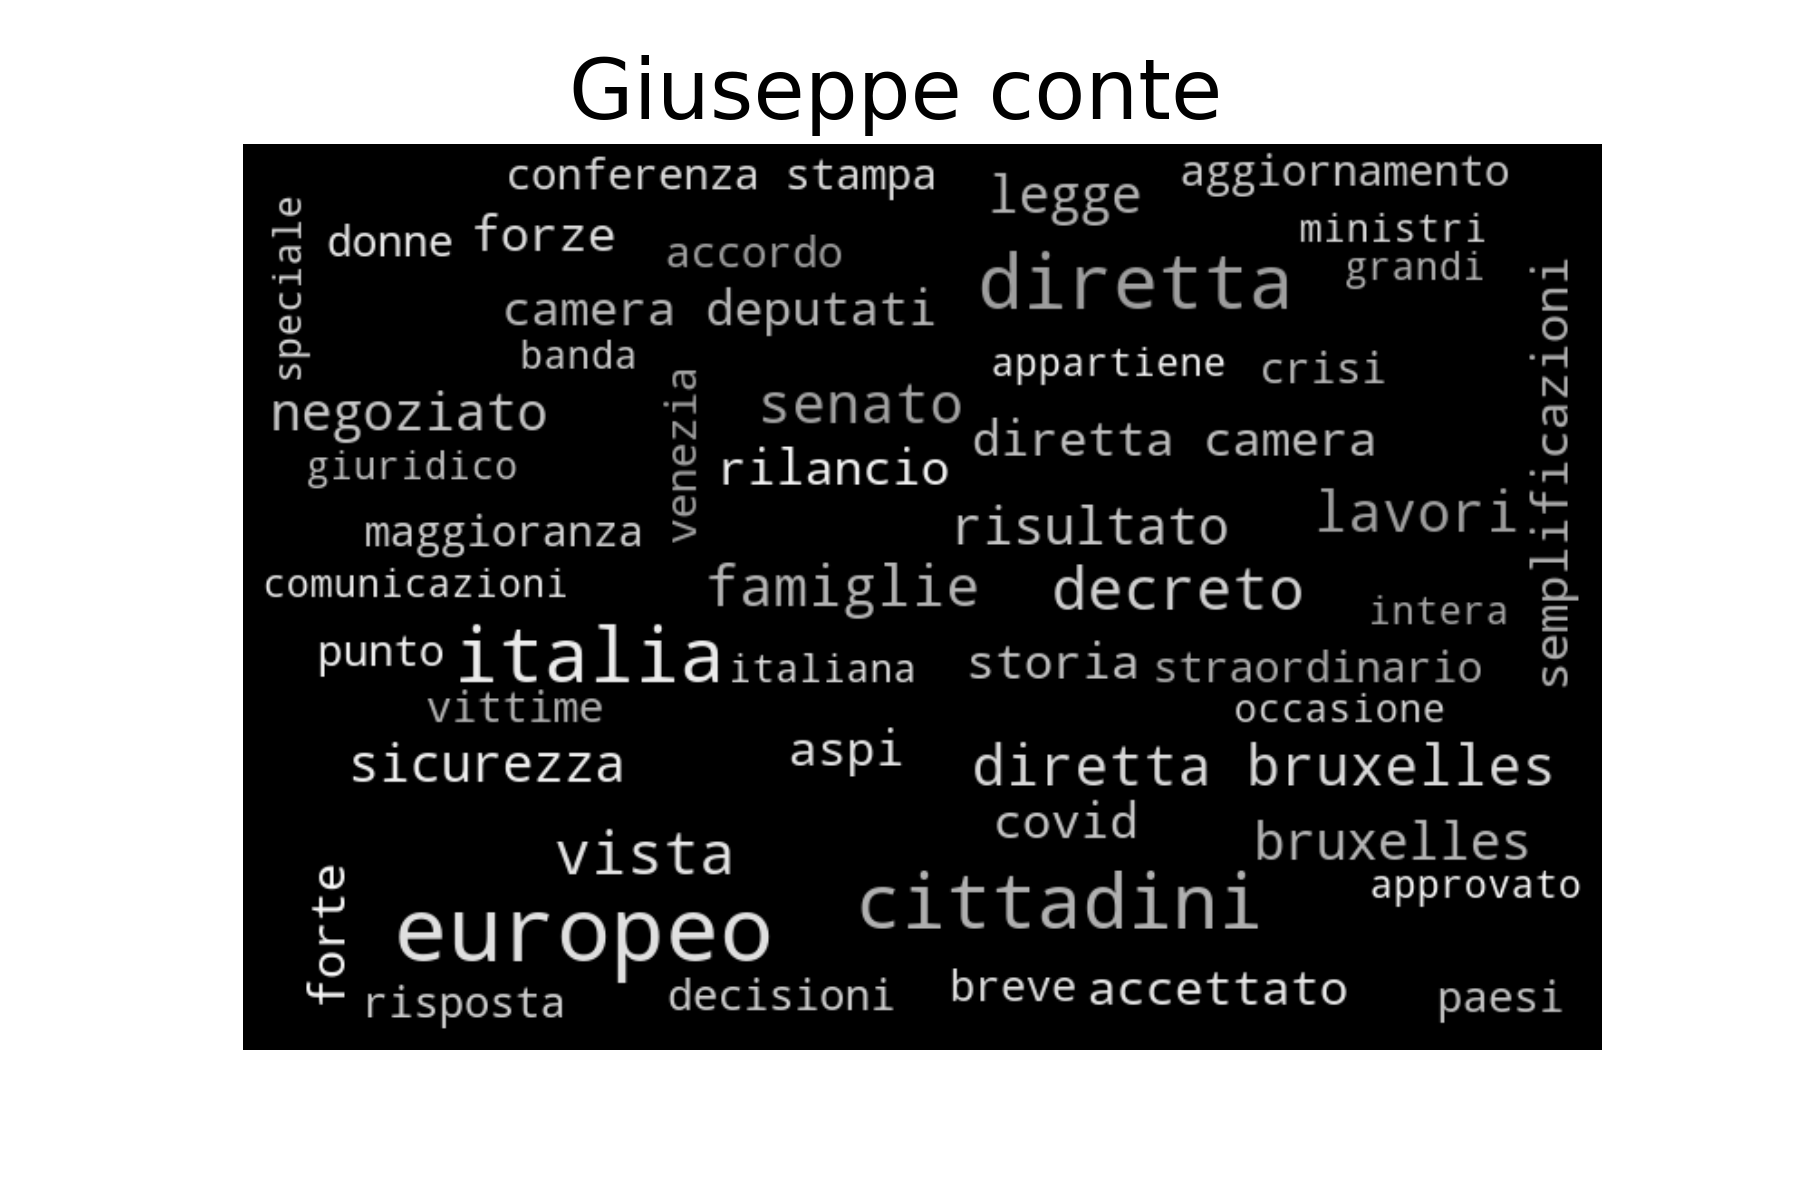 Giuseppe conte
conferenza stampa
legge
aggiornamento
speciale
donne
forze
accordo
ministri
diretta
grandi
camera deputati
banda
appartiene
crisi
semplificazioni
negoziato
venezia
senato
diretta camera
giuridico
rilancio
maggioranza
risultato
lavori
comunicazioni
famiglie
decreto
intera
punto
italia
italiana
storia
straordinario
vittime
occasione
sicurezza
aspi
diretta bruxelles
covid
bruxelles
vista
forte
europeo
cittadini
approvato
risposta
decisioni
breve
accettato
paesi